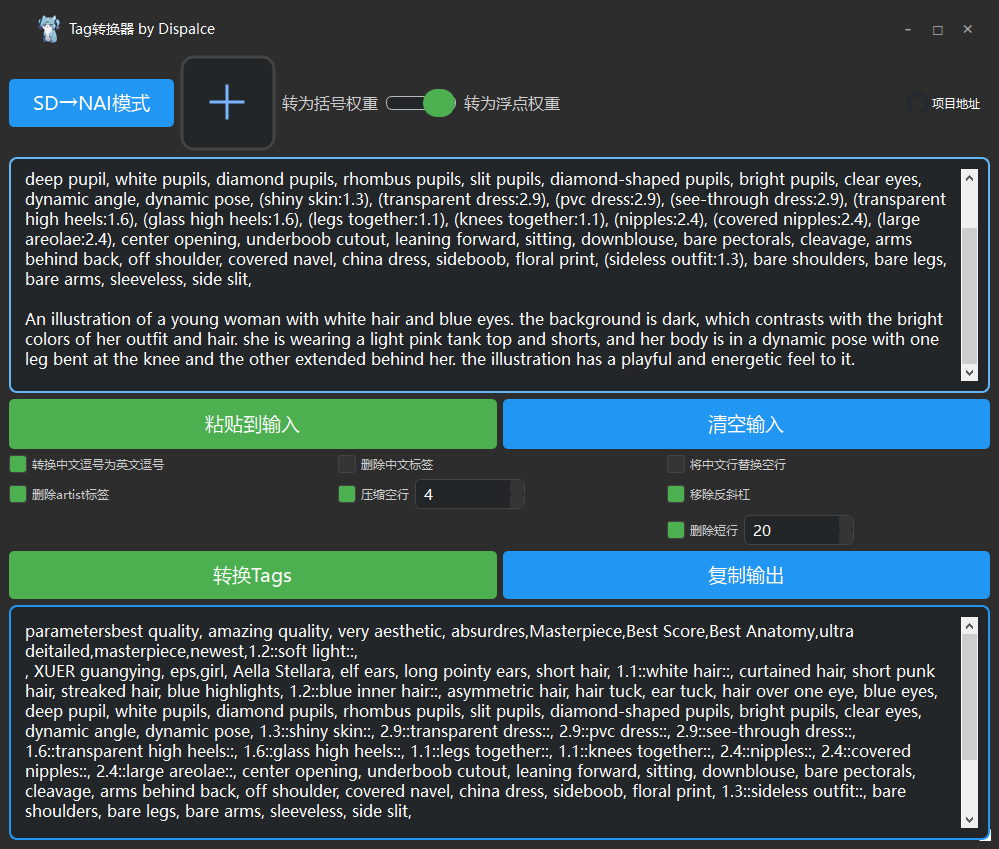 Tag转换器 by Dispalce
SD→NAI模式
转为括号权重
转为浮点权重
项目地址
deep pupil, white pupils, diamond pupils, rhombus pupils, slit pupils, diamond-shaped pupils, bright pupils, clear eyes,
dynamic angle, dynamic pose, (shiny skin:1.3), (transparent dress:2.9), (pvc dress:2.9), (see-through dress:2.9), (transparent
high heels:1.6), (glass high heels:1.6), (legs together:1.1), (knees together:1.1), (nipples:2.4), (covered nipples:2.4), (large
areolae:2.4), center opening, underboob cutout, leaning forward, sitting, downblouse, bare pectorals, cleavage, arms
behind back, off shoulder, covered navel, china dress, sideboob, floral print, (sideless outfit:1.3), bare shoulders, bare legs,
bare arms, sleeveless, side slit,
An illustration of a young woman with white hair and blue eyes. the background is dark, which contrasts with the bright
colors of her outfit and hair. she is wearing a light pink tank top and shorts, and her body is in a dynamic pose with one
leg bent at the knee and the other extended behind her. the illustration has a playful and energetic feel to it.
粘贴到输入
清空输入
转换中文逗号为英文逗号
删除中文标签
将中文行替换空行
删除artist标签
压缩空行
4
移除反斜杠
删除短行
20
转换Tags
复制输出
parametersbest quality, amazing quality, very aesthetic, absurdres,Masterpiece,Best Score,Best Anatomy,ultra
deitailed,masterpiece,newest,1.2::soft light::,
, XUER guangying, eps,girl, Aella Stellara, elf ears, long pointy ears, short hair, 1.1::white hair::, curtained hair, short punk
hair, streaked hair, blue highlights, 1.2::blue inner hair::, asymmetric hair, hair tuck, ear tuck, hair over one eye, blue eyes,
deep pupil, white pupils, diamond pupils, rhombus pupils, slit pupils, diamond-shaped pupils, bright pupils, clear eyes,
dynamic angle, dynamic pose, 1.3::shiny skin::, 2.9::transparent dress::, 2.9::pvc dress::, 2.9::see-through dress::,
1.6::transparent high heels::, 1.6::glass high heels::, 1.1::legs together::, 1.1::knees together::, 2.4::nipples::, 2.4::covered
nipples::, 2.4::large areolae::, center opening, underboob cutout, leaning forward, sitting, downblouse, bare pectorals,
cleavage, arms behind back, off shoulder, covered navel, china dress, sideboob, floral print, 1.3::sideless outfit::, bare
shoulders, bare legs, bare arms, sleeveless, side slit,